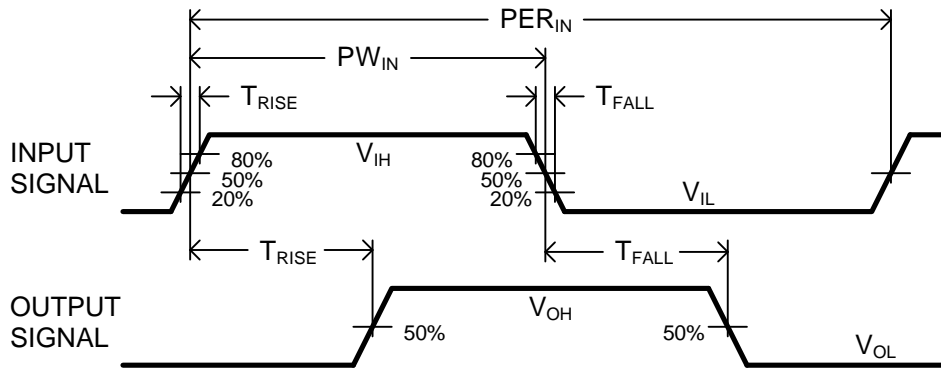 PER_IN
PW_IN
T_RISE
T_FALL
INPUT
SIGNAL
V_IH
80%
50%
20%
80%
50%
20%
V_IL
T_RISE
T_FALL
OUTPUT
SIGNAL
V_OH
50%
50%
V_OL